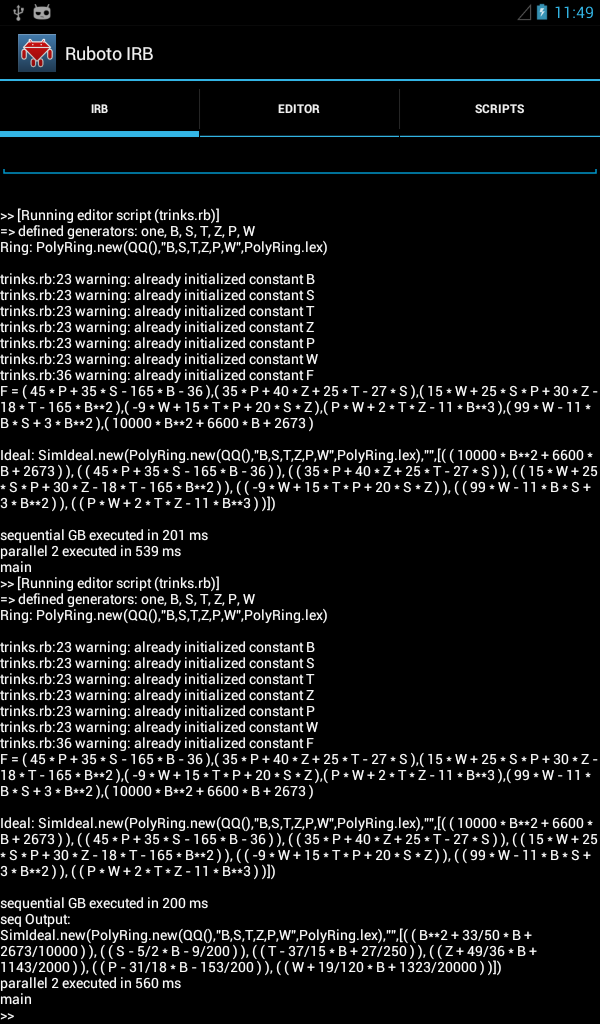 11:49
Ruboto IRB
IRB
EDITOR
SCRIPTS
>> [Running editor script (trinks.rb)]
=> defined generators: one, B, S, T, Z, P, W
Ring: PolyRing.new(QQ(),"B,S,T,Z,P,W",PolyRing.lex)
trinks.rb:23 warning: already initialized constant B
trinks.rb:23 warning: already initialized constant S
trinks.rb:23 warning: already initialized constant T
trinks.rb:23 warning: already initialized constant Z
trinks.rb:23 warning: already initialized constant P
trinks.rb:23 warning: already initialized constant W
trinks.rb:36 warning: already initialized constant F
F = ( 45 * P + 35 * S - 165 * B - 36 ),( 35 * P + 40 * Z + 25 * T - 27 * S ),( 15 * W + 25 * S * P + 30 * Z -
18 * T - 165 * B**2 ),( -9 * W + 15 * T * P + 20 * S * Z ),( P * W + 2 * T * Z - 11 * B**3 ),( 99 * W - 11 *
B * S + 3 * B**2 ),( 10000 * B**2 + 6600 * B + 2673 )
Ideal: SimIdeal.new(PolyRing.new(QQ(),"B,S,T,Z,P,W",PolyRing.lex),"",[( ( 10000 * B**2 + 6600 *
B + 2673 ) ), ( ( 45 * P + 35 * S - 165 * B - 36 ) ), ( ( 35 * P + 40 * Z + 25 * T - 27 * S ) ), ( ( 15 * W + 25
* S * P + 30 * Z - 18 * T - 165 * B**2 ) ), ( ( -9 * W + 15 * T * P + 20 * S * Z ) ), ( ( 99 * W - 11 * B * S +
3 * B**2 ) ), ( ( P * W + 2 * T * Z - 11 * B**3 ) )])
sequential GB executed in 201 ms
parallel 2 executed in 539 ms
main
>> [Running editor script (trinks.rb)]
=> defined generators: one, B, S, T, Z, P, W
Ring: PolyRing.new(QQ(),"B,S,T,Z,P,W",PolyRing.lex)
trinks.rb:23 warning: already initialized constant B
trinks.rb:23 warning: already initialized constant S
trinks.rb:23 warning: already initialized constant T
trinks.rb:23 warning: already initialized constant Z
trinks.rb:23 warning: already initialized constant P
trinks.rb:23 warning: already initialized constant W
trinks.rb:36 warning: already initialized constant F
F = ( 45 * P + 35 * S - 165 * B - 36 ),( 35 * P + 40 * Z + 25 * T - 27 * S ),( 15 * W + 25 * S * P + 30 * Z -
18 * T - 165 * B**2 ),( -9 * W + 15 * T * P + 20 * S * Z ),( P * W + 2 * T * Z - 11 * B**3 ),( 99 * W - 11 *
B * S + 3 * B**2 ),( 10000 * B**2 + 6600 * B + 2673 )
Ideal: SimIdeal.new(PolyRing.new(QQ(),"B,S,T,Z,P,W",PolyRing.lex),"",[( ( 10000 * B**2 + 6600 *
B + 2673 ) ), ( ( 45 * P + 35 * S - 165 * B - 36 ) ), ( ( 35 * P + 40 * Z + 25 * T - 27 * S ) ), ( ( 15 * W + 25
* S * P + 30 * Z - 18 * T - 165 * B**2 ) ), ( ( -9 * W + 15 * T * P + 20 * S * Z ) ), ( ( 99 * W - 11 * B * S +
3 * B**2 ) ), ( ( P * W + 2 * T * Z - 11 * B**3 ) )])
sequential GB executed in 200 ms
seq Output:
SimIdeal.new(PolyRing.new(QQ(),"B,S,T,Z,P,W",PolyRing.lex),"",[( ( B**2 + 33/50 * B +
2673/10000 ) ), ( ( S - 5/2 * B - 9/200 ) ), ( ( T - 37/15 * B + 27/250 ) ), ( ( Z + 49/36 * B +
1143/2000 ) ), ( ( P - 31/18 * B - 153/200 ) ), ( ( W + 19/120 * B + 1323/20000 ) )])
parallel 2 executed in 560 ms
main
>>